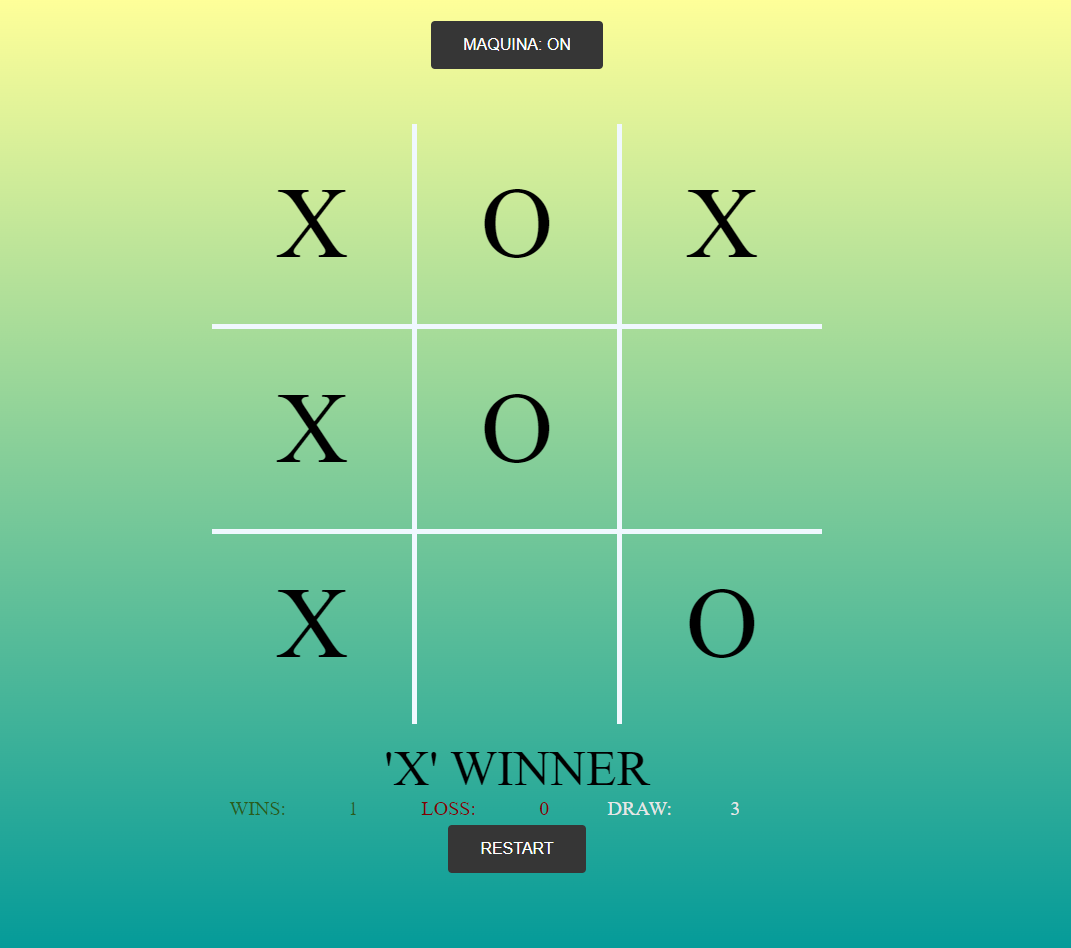 MAQUINA: ON
X O X
X O
X O
'X' WINNER
WINS: 1 LOSS: 0 DRAW: 3
RESTART